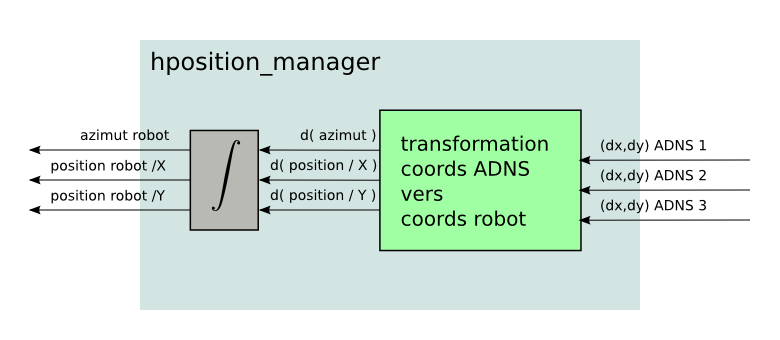 hposition_manager
azimut robot
position robot /X
position robot /Y
∫
d( azimut )
d( position / X )
d( position / Y )
transformation
coords ADNS
vers
coords robot
(dx,dy) ADNS 1
(dx,dy) ADNS 2
(dx,dy) ADNS 3